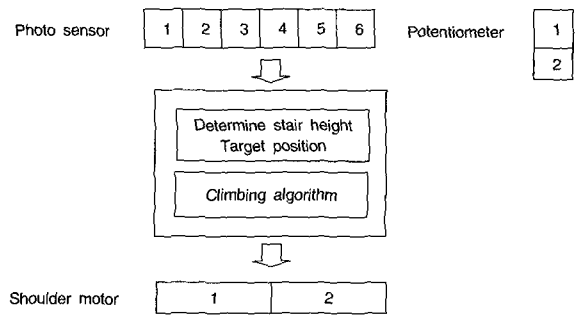 Photo sensor 1 2 3 4 5 6 Potentiometer 1
2
Determine stair height
Target position
Climbing algorithm
Shoulder motor 1 2